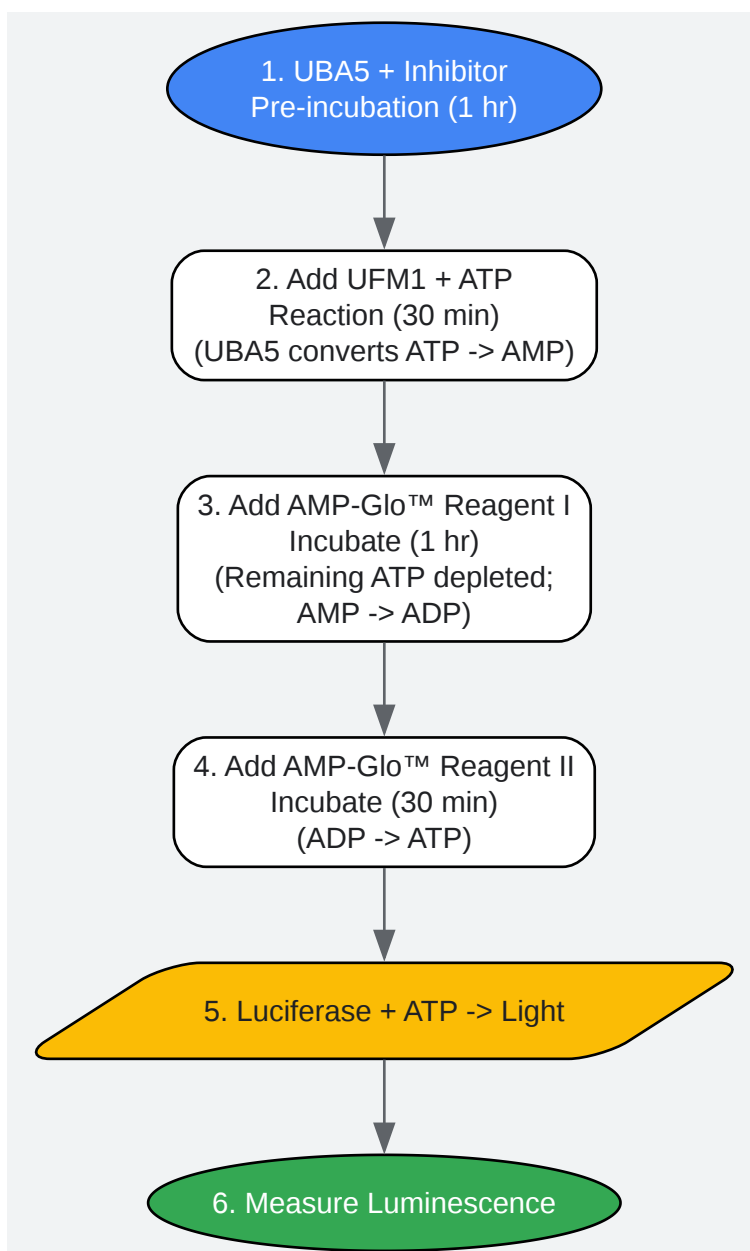 1. UBA5 + Inhibitor
Pre-incubation (1 hr)
2. Add UFM1 + ATP
Reaction (30 min)
(UBA5 converts ATP -> AMP)
3. Add AMP-Glo™ Reagent I
Incubate (1 hr)
(Remaining ATP depleted;
AMP -> ADP)
4. Add AMP-Glo™ Reagent II
Incubate (30 min)
(ADP -> ATP)
5. Luciferase + ATP -> Light
6. Measure Luminescence